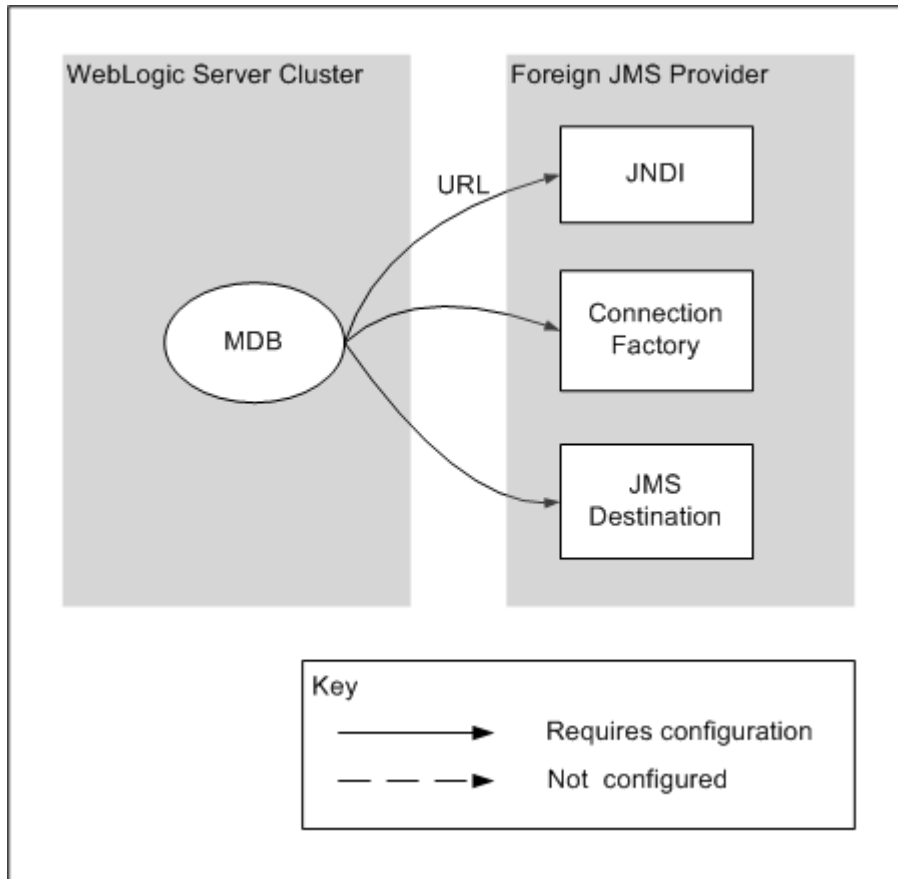 WebLogic Server Cluster
Foreign JMS Provider
JNDI
URL
Connection
Factory
MDB
JMS
Destination
Key
Requires configuration
Not configured